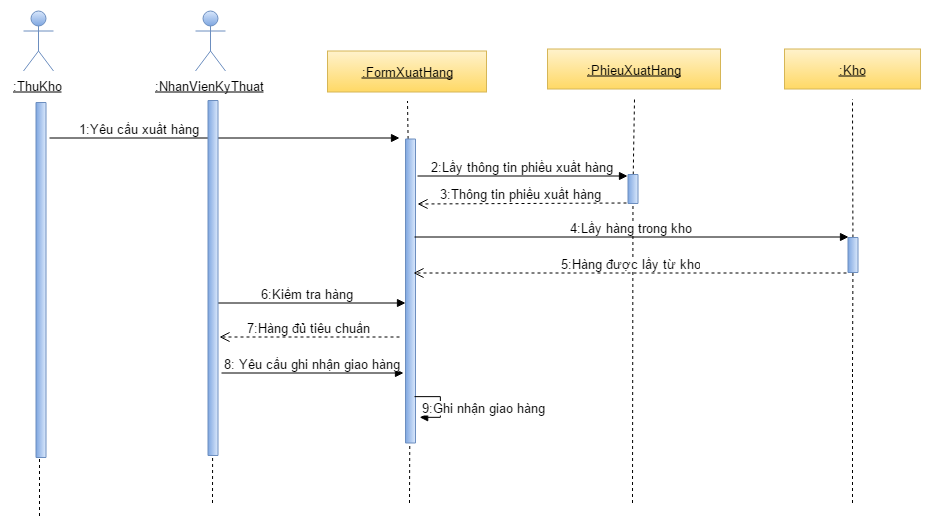 :ThuKho
:NhanVienKyThuat
:FormXuatHang
:PhieuXuatHang
:Kho
1:Yêu cầu xuất hàng
2:Lấy thông tin phiếu xuất hàng
3:Thông tin phiếu xuất hàng
4:Lấy hàng trong kho
5:Hàng được lấy từ kho
6:Kiểm tra hàng
7:Hàng đủ tiêu chuẩn
8: Yêu cầu ghi nhận giao hàng
9:Ghi nhận giao hàng